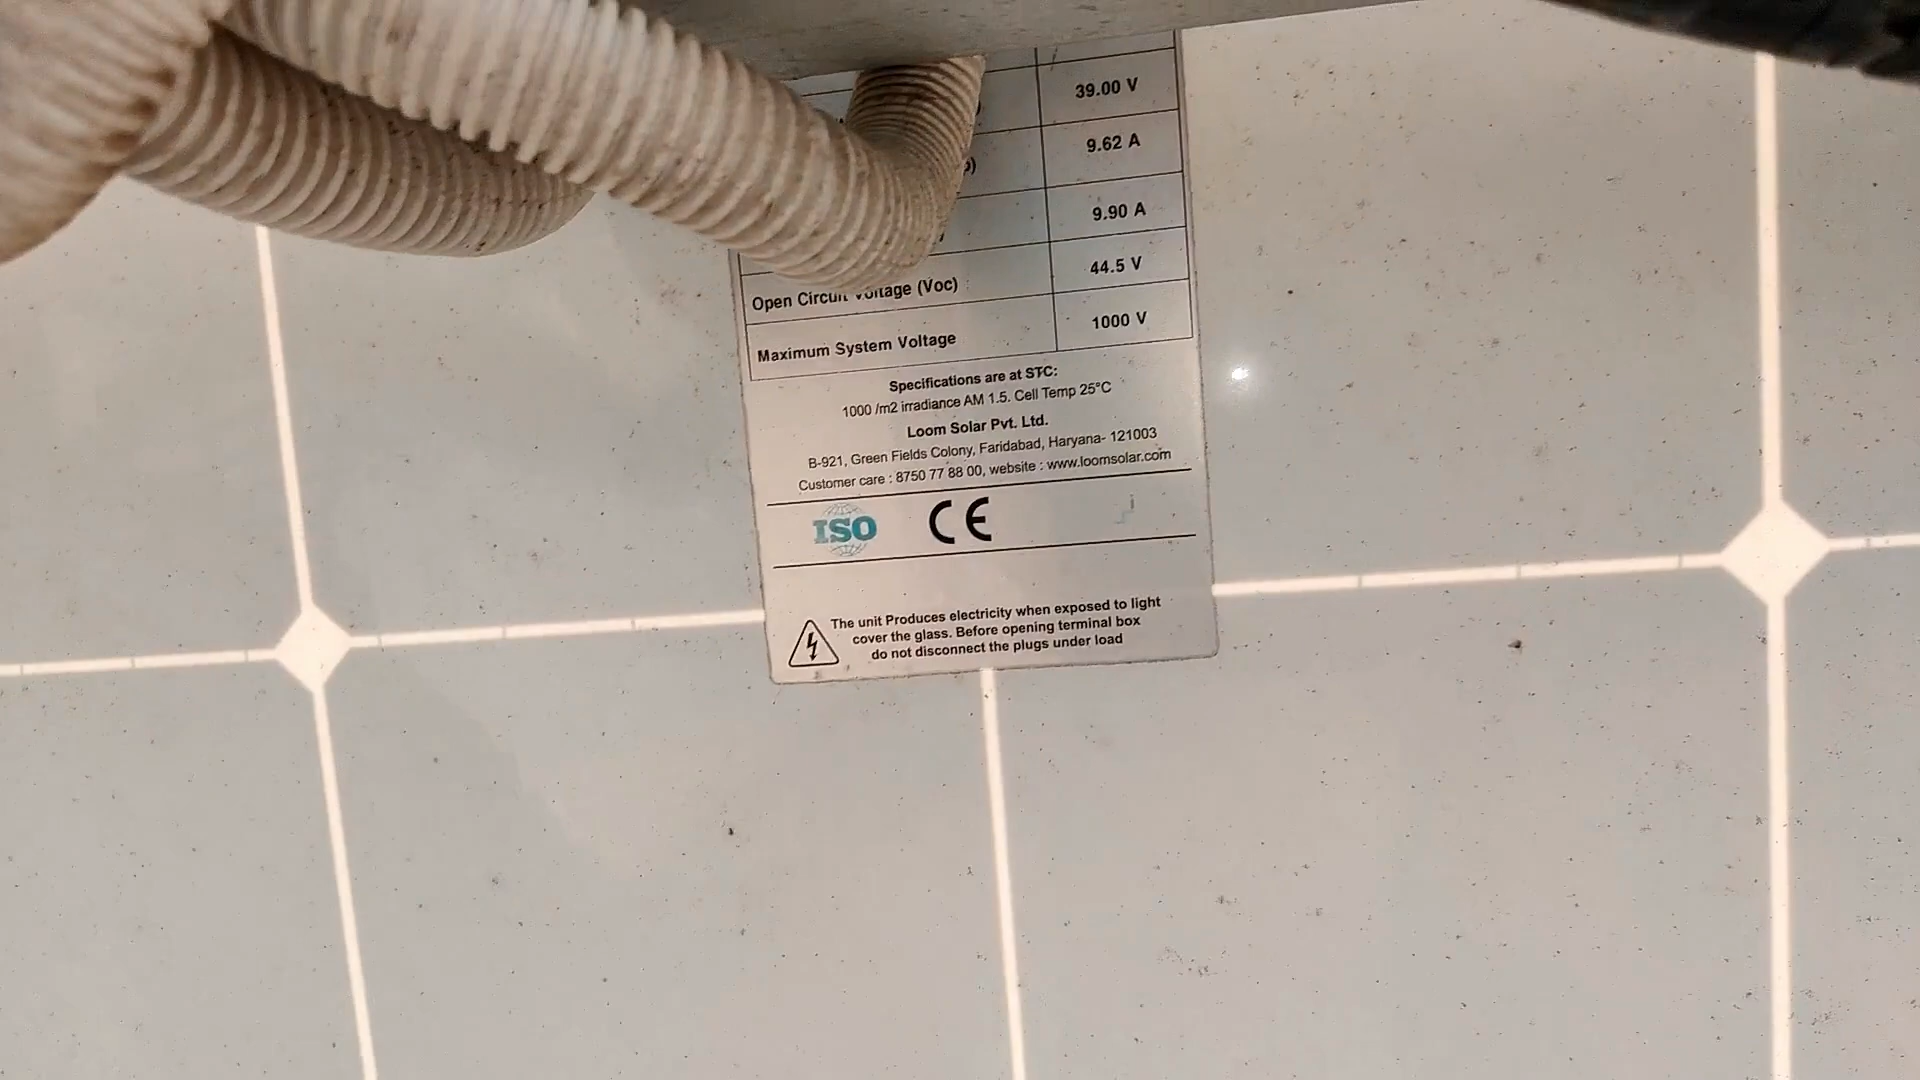 39.00 V
9.62 A
9.90 A
Open Circuit Voltage (Voc) 44.5 V
Maximum System Voltage 1000 V
Specifications are at STC:
1000 /m2 irradiance AM 1.5. Cell Temp 25°C
Loom Solar Pvt. Ltd.
B-921, Green Fields Colony, Faridabad, Haryana- 121003
Customer care : 8750 77 88 00, website : www.loomsolar.com
ISO CE
The unit Produces electricity when exposed to light
cover the glass. Before opening terminal box
do not disconnect the plugs under load